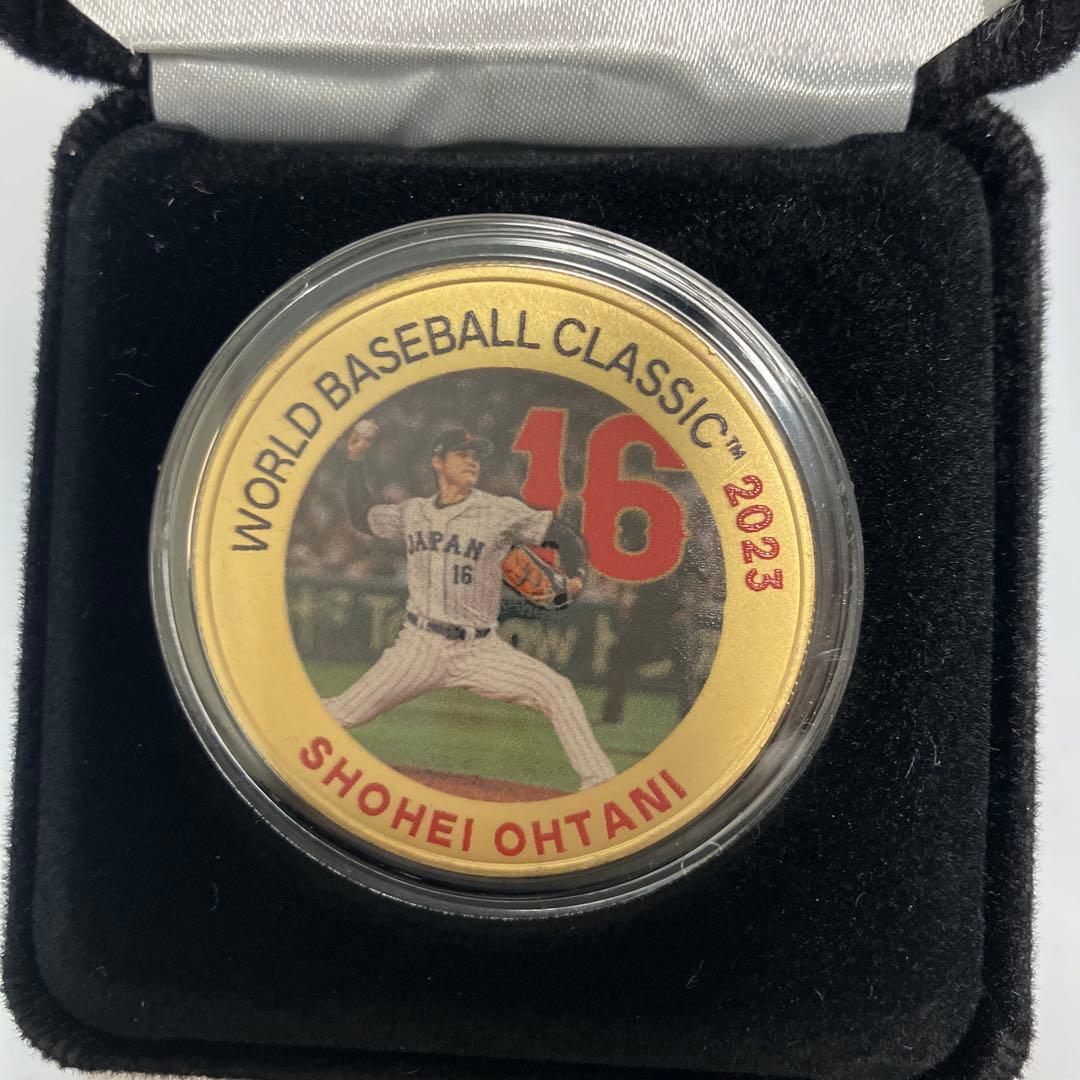 WORLD BASEBALL CLASSIC™ 2023
16
JAPAN
16
SHOHEI OHTANI